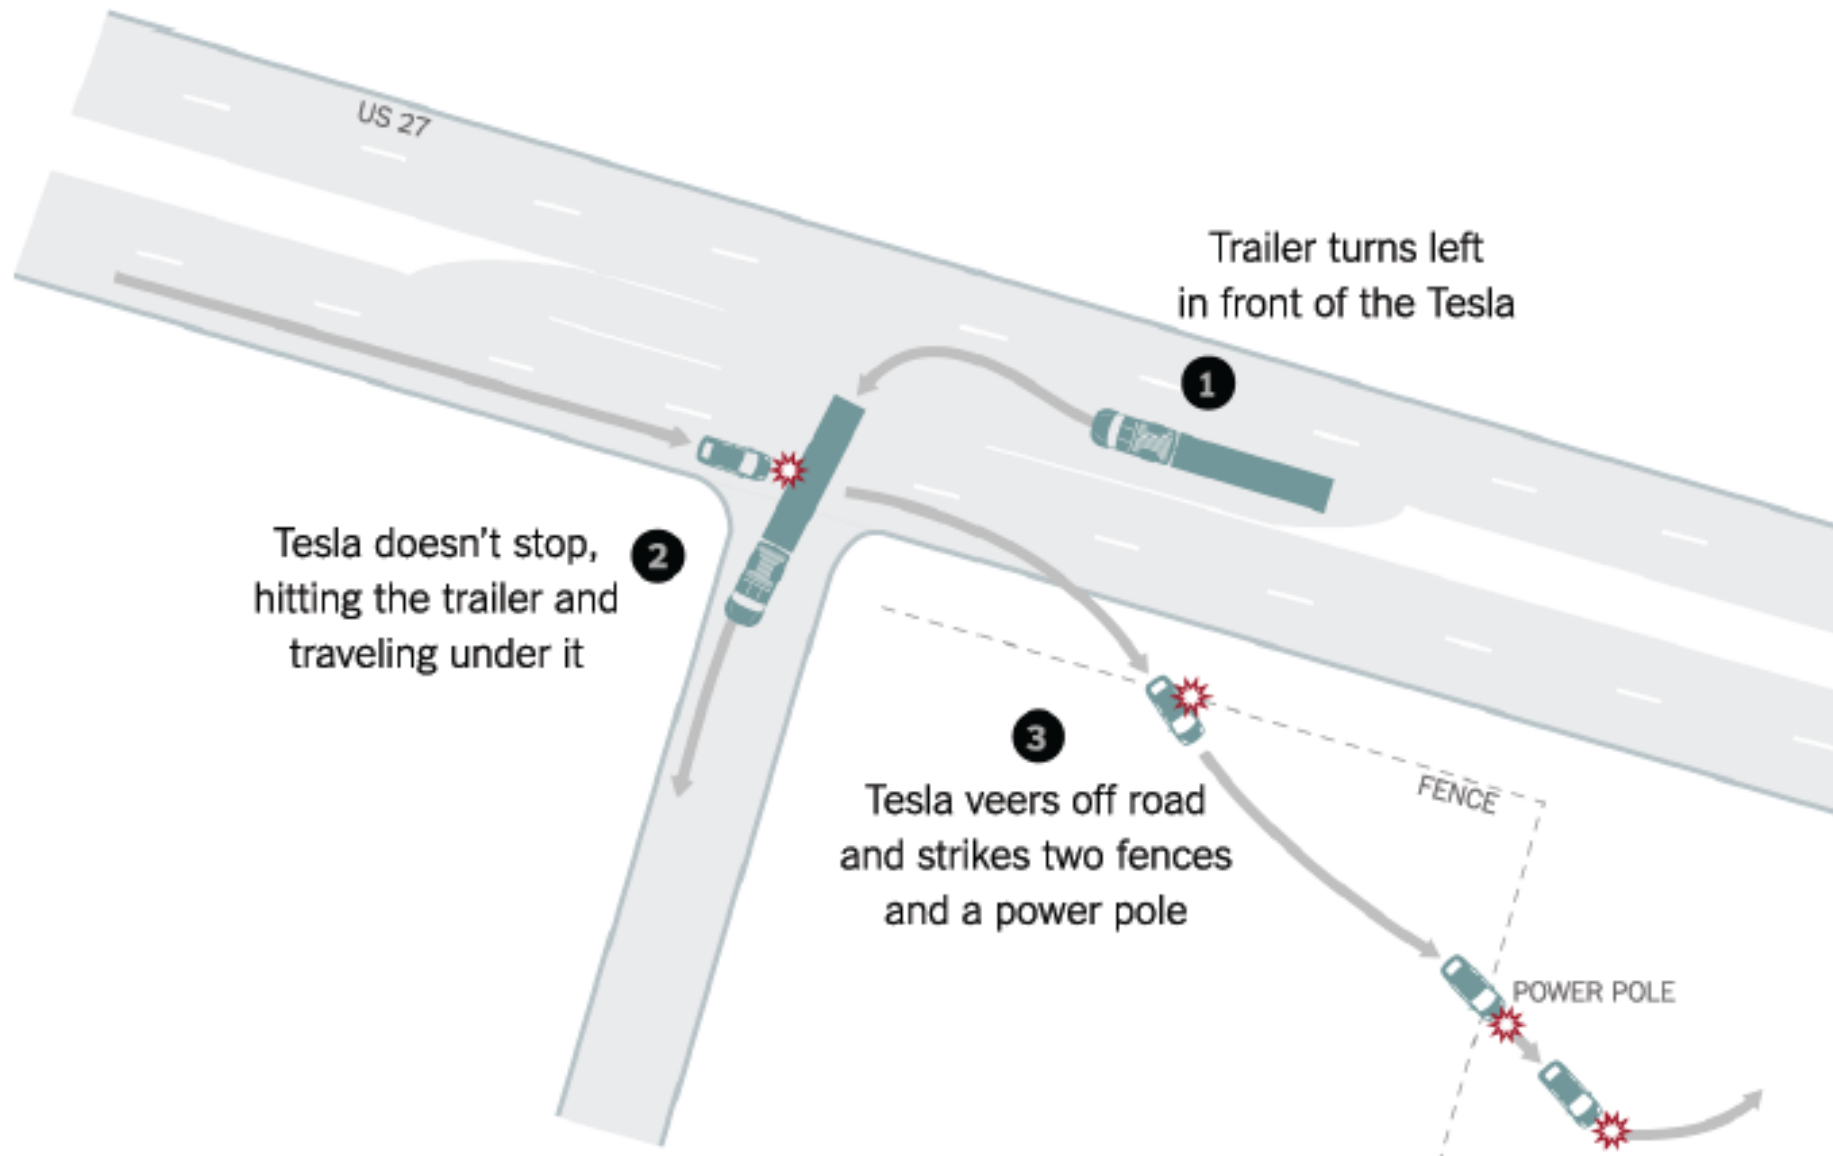 US 27
Trailer turns left
in front of the Tesla
1
Tesla doesn't stop,
hitting the trailer and
traveling under it
2
3
Tesla veers off road
and strikes two fences
and a power pole
FENCE
POWER POLE